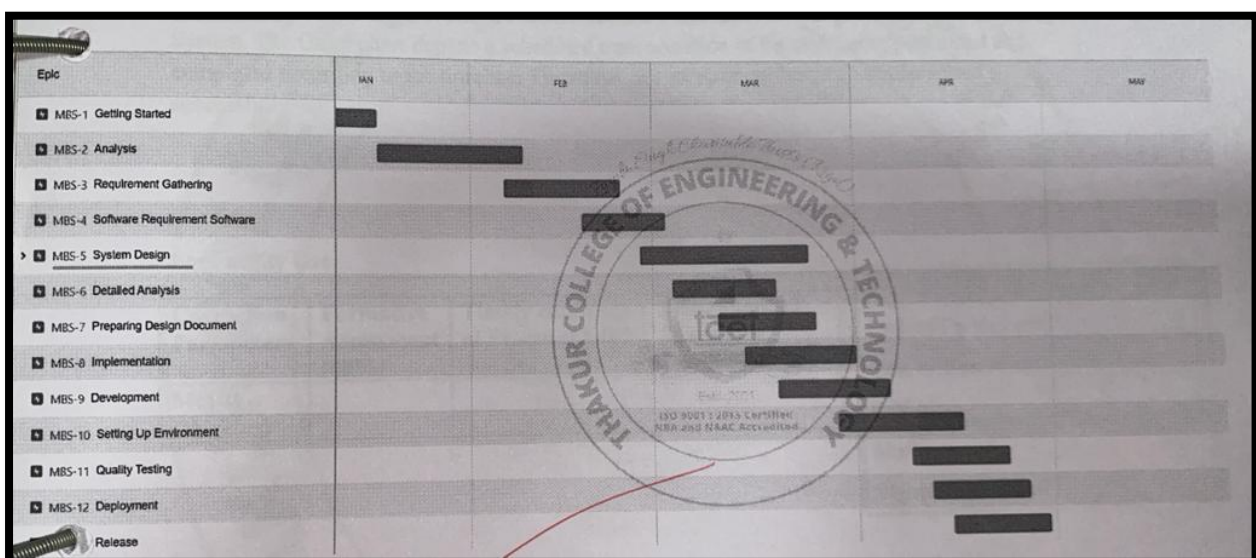 Epic JAN FEB MAR APR MAY
MBS-1 Getting Started
MBS-2 Analysis
MBS-3 Requirement Gathering
MBS-4 Software Requirement Software
MBS-5 System Design
MBS-6 Detailed Analysis
MBS-7 Preparing Design Document
MBS-8 Implementation
MBS-9 Development
MBS-10 Setting Up Environment
MBS-11 Quality Testing
MBS-12 Deployment
Release
THAKUR COLLEGE OF ENGINEERING & TECHNOLOGY
tcet
Estd. 2001
ISO 9001 : 2015 Certified
NBA and NAAC Accredited